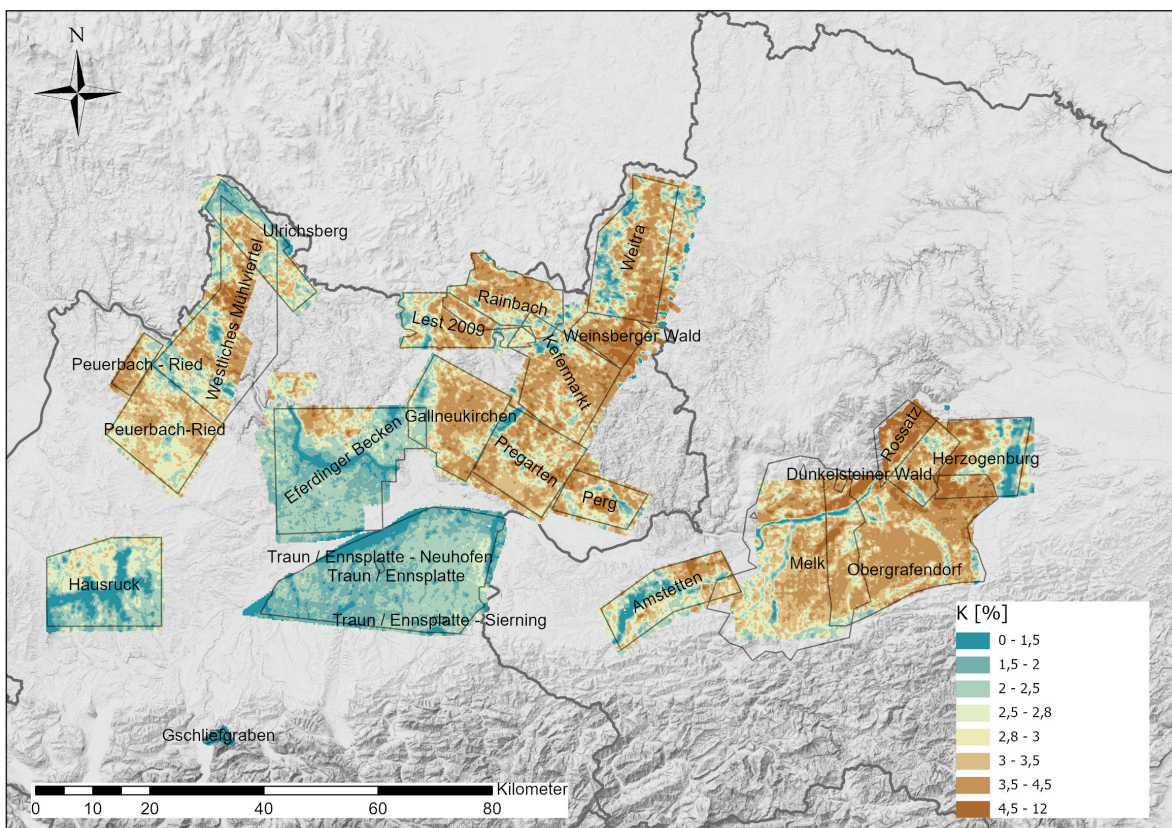 N
Ulrichsberg
Westliches Mühlviertel
Weitra
Rainbach
Lest 2009
Weinsberger Wald
Kefermarkt
Peuerbach - Ried
Peuerbach-Ried
Gallneukirchen
Eferdinger Becken
Pregarten
Perg
Rossatz
Dunkelsteiner Wald
Herzogenburg
Traun / Ennsplatte - Neuhofen
Traun / Ennsplatte
Traun / Ennsplatte - Sierning
Hausruck
Melk
Obergrafendorf
Amstetten
Gschliefgraben
K [%]
0 - 1,5
1,5 - 2
2 - 2,5
2,5 - 2,8
2,8 - 3
3 - 3,5
3,5 - 4,5
4,5 - 12
Kilometer
0 10 20 40 60 80